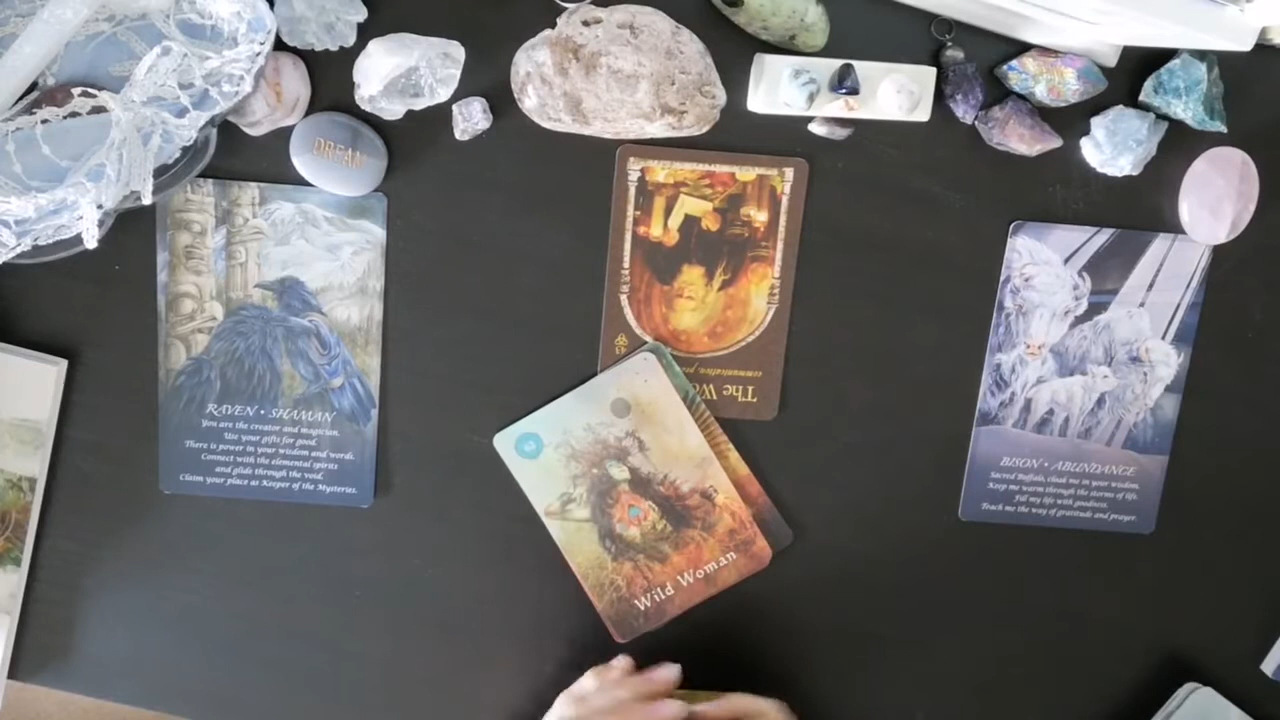 DREAM
RAVEN • SHAMAN
You are the creator and magician.
Use your gifts for good.
There is power in your wisdom and words.
Connect with the elemental spirits
and glide through the void.
Claim your place as Keeper of the Mysteries.
43
communication,
The
Wild Woman
BISON • ABUNDANCE
Sacred Buffalo, cloak me in your wisdom.
Keep me warm through the storms of life.
Fill my life with goodness.
Teach me the way of gratitude and prayer.